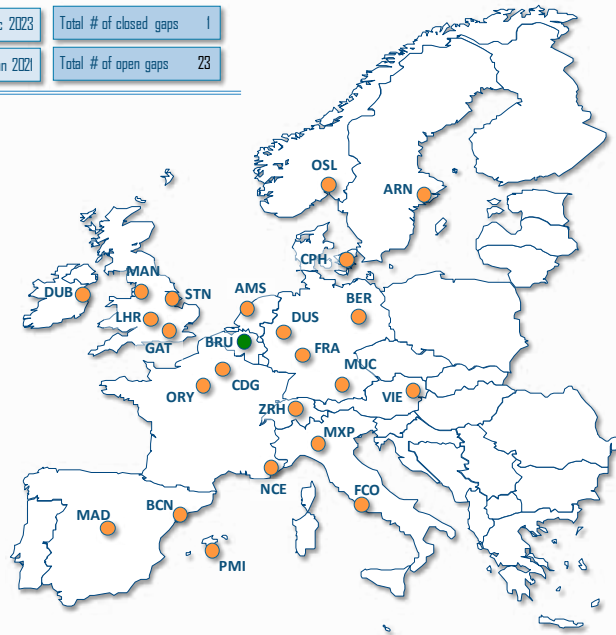 c 2023
Total # of closed gaps 1
n 2021
Total # of open gaps 23
OSL
ARN
CPH
MAN
DUB
STN
AMS
BER
LHR
DUS
GAT
BRU
FRA
MUC
CDG
ORY
VIE
ZRH
MXP
NCE
FCO
BCN
MAD
PMI